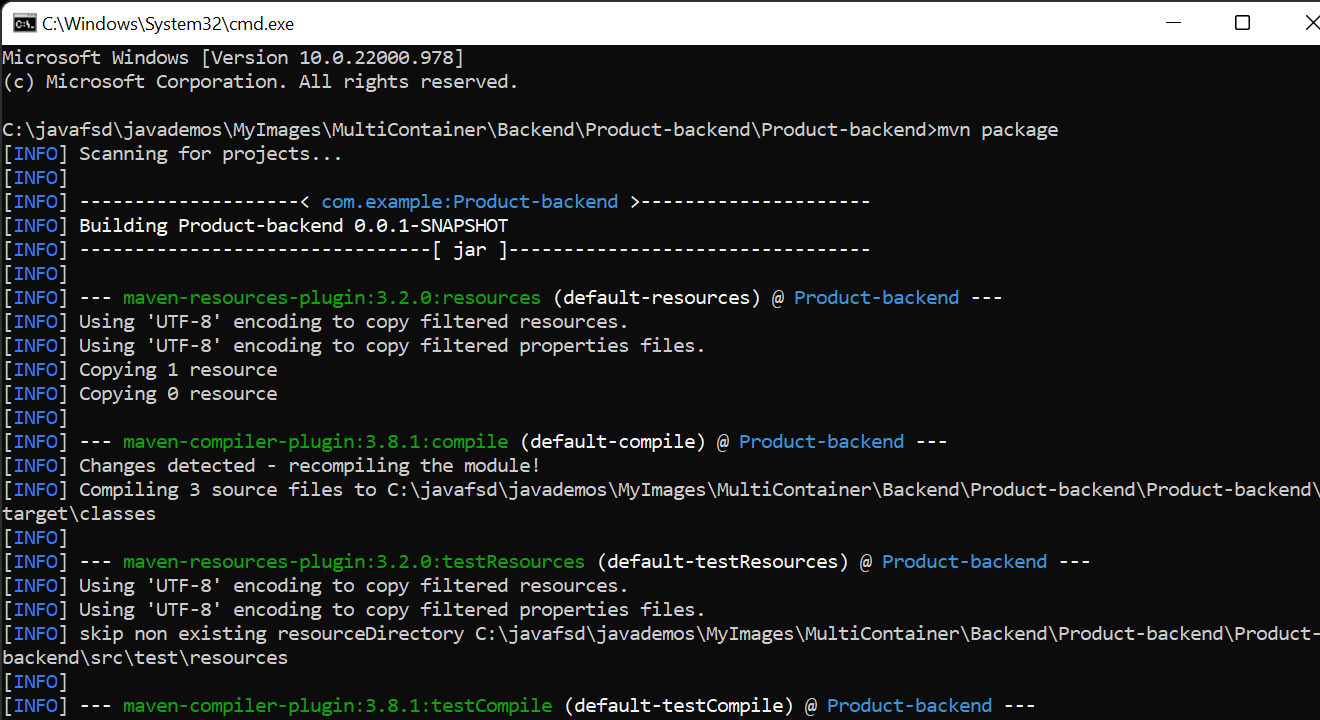 C:\Windows\System32\cmd.exe
Microsoft Windows [Version 10.0.22000.978]
(c) Microsoft Corporation. All rights reserved.
C:\javafsd\javademos\MyImages\MultiContainer\Backend\Product-backend\Product-backend>mvn package
[INFO] Scanning for projects...
[INFO]
[INFO] --------------------< com.example:Product-backend >---------------------
[INFO] Building Product-backend 0.0.1-SNAPSHOT
[INFO] --------------------------------[ jar ]---------------------------------
[INFO]
[INFO] --- maven-resources-plugin:3.2.0:resources (default-resources) @ Product-backend ---
[INFO] Using 'UTF-8' encoding to copy filtered resources.
[INFO] Using 'UTF-8' encoding to copy filtered properties files.
[INFO] Copying 1 resource
[INFO] Copying 0 resource
[INFO]
[INFO] --- maven-compiler-plugin:3.8.1:compile (default-compile) @ Product-backend ---
[INFO] Changes detected - recompiling the module!
[INFO] Compiling 3 source files to C:\javafsd\javademos\MyImages\MultiContainer\Backend\Product-backend\Product-backend\
target\classes
[INFO]
[INFO] --- maven-resources-plugin:3.2.0:testResources (default-testResources) @ Product-backend ---
[INFO] Using 'UTF-8' encoding to copy filtered resources.
[INFO] Using 'UTF-8' encoding to copy filtered properties files.
[INFO] skip non existing resourceDirectory C:\javafsd\javademos\MyImages\MultiContainer\Backend\Product-backend\Product-
backend\src\test\resources
[INFO]
[INFO] --- maven-compiler-plugin:3.8.1:testCompile (default-testCompile) @ Product-backend ---